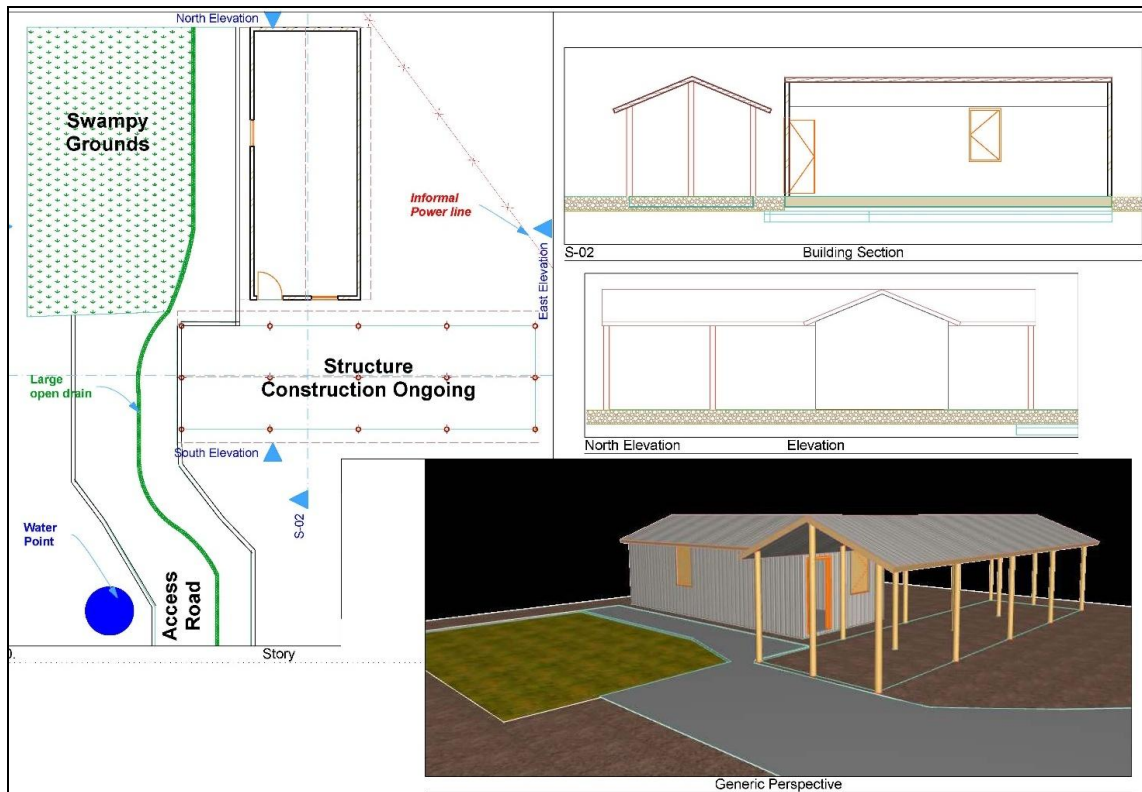 North Elevation
Swampy
Grounds
Informal
Power line
East Elevation
Structure
Construction Ongoing
Large
open drain
South Elevation
S-02
Water
Point
Access
Road
0.
Story
S-02
Building Section
North Elevation
Elevation
Generic Perspective